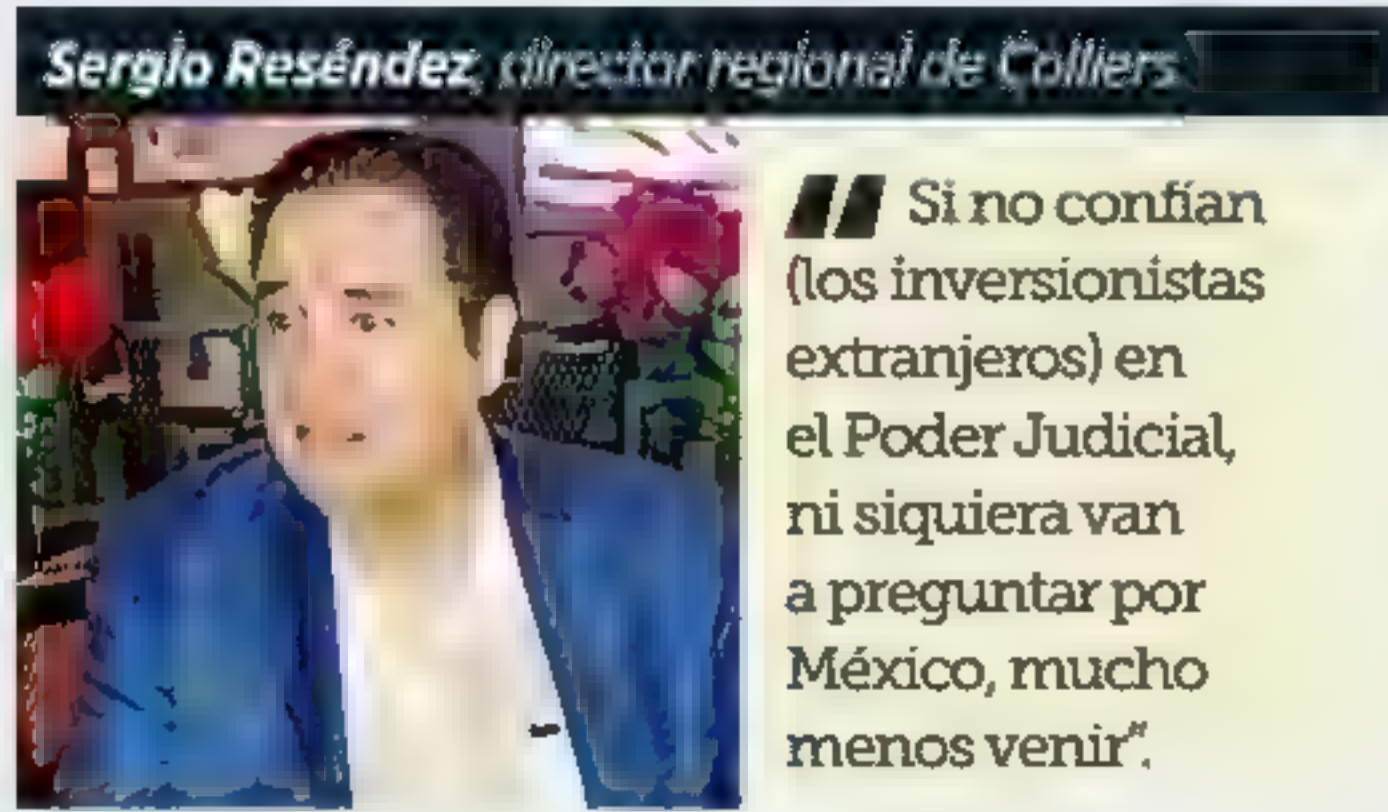 Sergio Reséndez, director regional de Colliers.
" Si no confían
(los inversionistas
extranjeros) en
el Poder Judicial,
ni siquiera van
a preguntar por
México, mucho
menos venir".